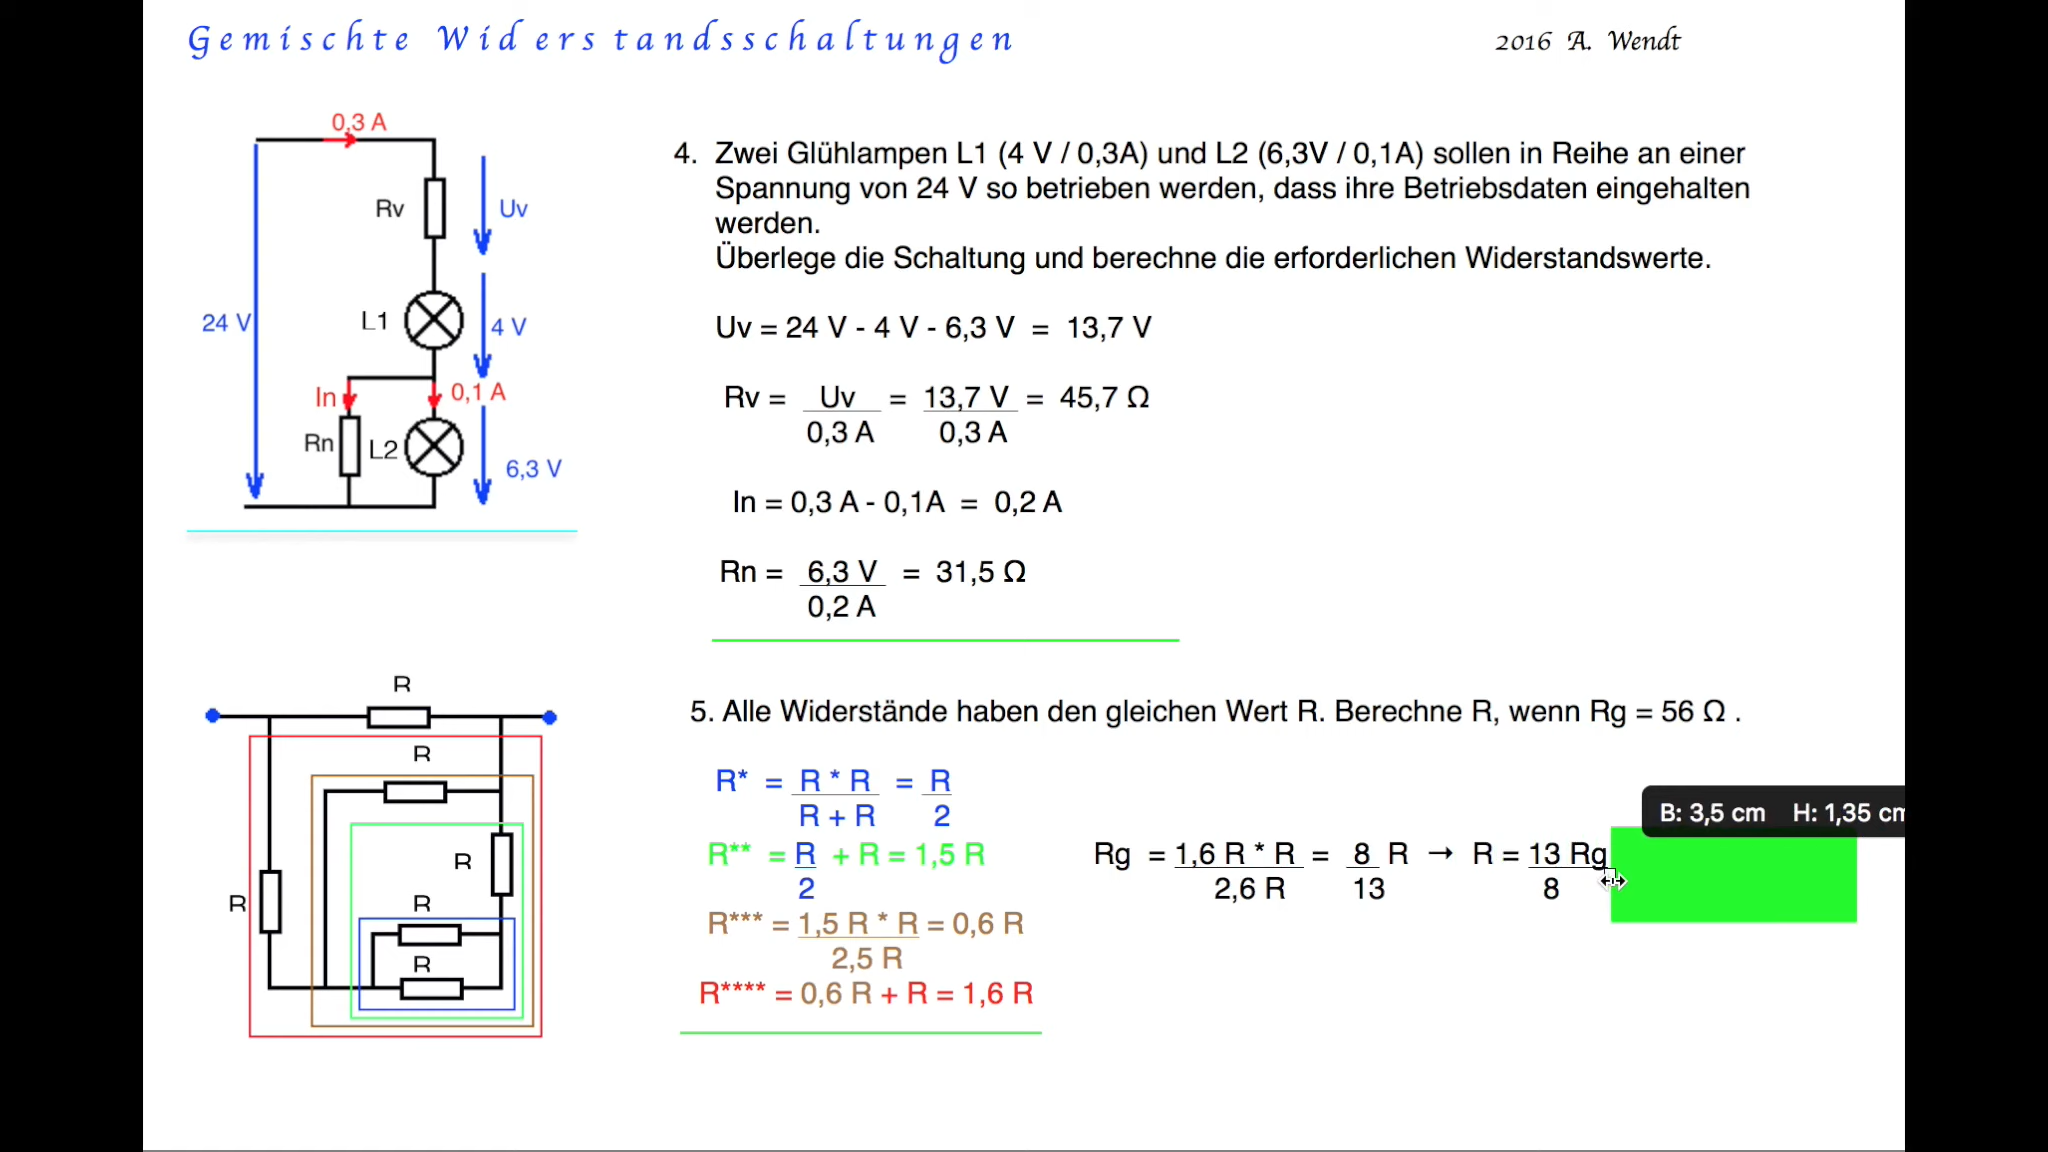 Gemischte Widerstandsschaltungen
2016 A. Wendt
0,3 A
Rv
Uv
24 V
L1
4 V
In
0,1 A
Rn
L2
6,3 V
4. Zwei Glühlampen L1 (4 V / 0,3A) und L2 (6,3V / 0,1A) sollen in Reihe an einer
Spannung von 24 V so betrieben werden, dass ihre Betriebsdaten eingehalten
werden.
Überlege die Schaltung und berechne die erforderlichen Widerstandswerte.
Uv = 24 V - 4 V - 6,3 V = 13,7 V
Rv = Uv = 13,7 V = 45,7 Ω
0,3 A 0,3 A
In = 0,3 A - 0,1A = 0,2 A
Rn = 6,3 V = 31,5 Ω
0,2 A
R
R
R
R
R
R
5. Alle Widerstände haben den gleichen Wert R. Berechne R, wenn Rg = 56 Ω .
R* = R * R = R
R + R 2
R** = R + R = 1,5 R
2
R*** = 1,5 R * R = 0,6 R
2,5 R
R**** = 0,6 R + R = 1,6 R
Rg = 1,6 R * R = 8 R → R = 13 Rg
2,6 R 13 8
B: 3,5 cm H: 1,35 cm